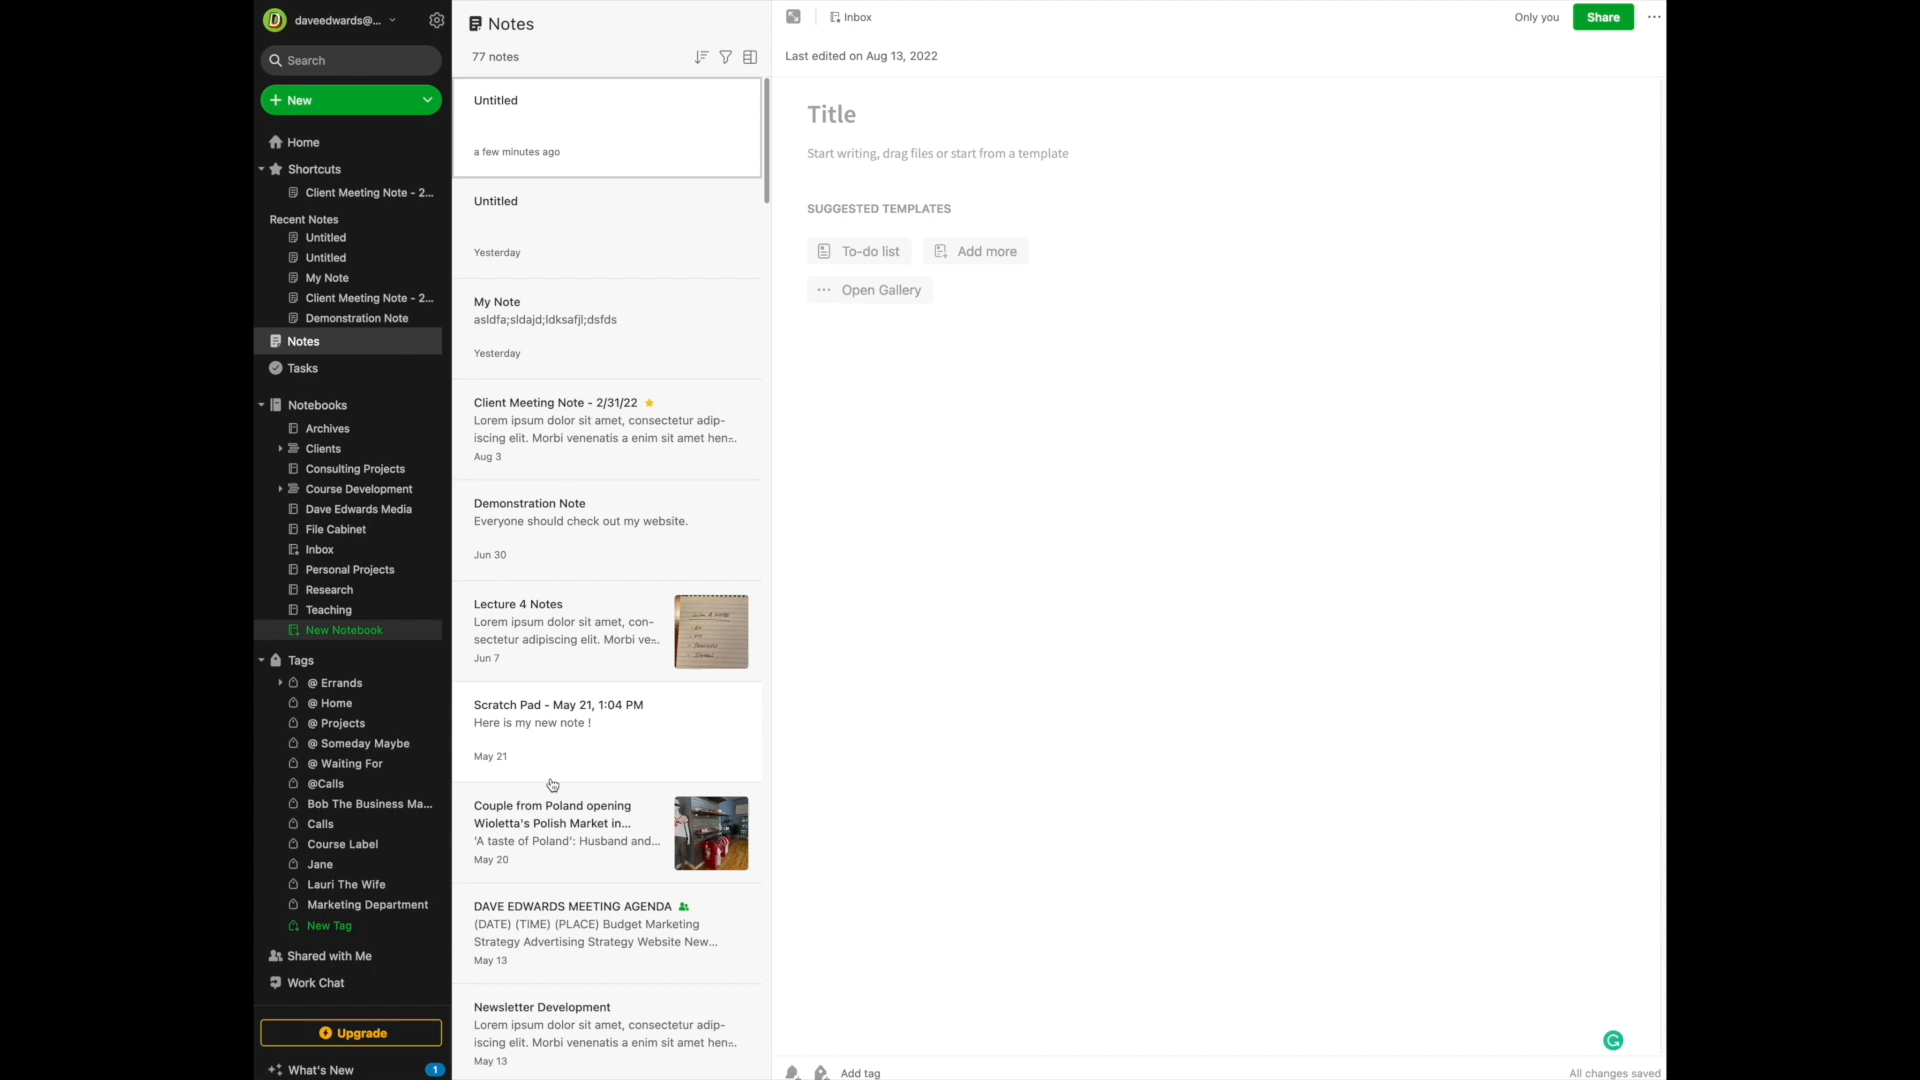 daveedwards@...
Search
New
Home
Shortcuts
Client Meeting Note - 2...
Recent Notes
Untitled
Untitled
My Note
Client Meeting Note - 2...
Demonstration Note
Notes
Tasks
Notebooks
Archives
Clients
Consulting Projects
Course Development
Dave Edwards Media
File Cabinet
Inbox
Personal Projects
Research
Teaching
New Notebook
Tags
@ Errands
@ Home
@ Projects
@ Someday Maybe
@ Waiting For
@Calls
Bob The Business Ma...
Calls
Course Label
Jane
Lauri The Wife
Marketing Department
New Tag
Shared with Me
Work Chat
Upgrade
What's New 1
Notes
77 notes
Untitled
a few minutes ago
Untitled
Yesterday
My Note
asldfa;sldajd;ldksafjl;dsfds
Yesterday
Client Meeting Note - 2/31/22
Lorem ipsum dolor sit amet, consectetur adip-
iscing elit. Morbi venenatis a enim sit amet hen...
Aug 3
Demonstration Note
Everyone should check out my website.
Jun 30
Lecture 4 Notes
Lorem ipsum dolor sit amet, con-
sectetur adipiscing elit. Morbi ve...
Jun 7
Scratch Pad - May 21, 1:04 PM
Here is my new note !
May 21
Couple from Poland opening
Wioletta's Polish Market in...
'A taste of Poland': Husband and...
May 20
DAVE EDWARDS MEETING AGENDA
(DATE) (TIME) (PLACE) Budget Marketing
Strategy Advertising Strategy Website New...
May 13
Newsletter Development
Lorem ipsum dolor sit amet, consectetur adip-
iscing elit. Morbi venenatis a enim sit amet hen...
May 13
Inbox
Only you
Share
Last edited on Aug 13, 2022
Title
Start writing, drag files or start from a template
SUGGESTED TEMPLATES
To-do list
Add more
Open Gallery
Add tag
All changes saved